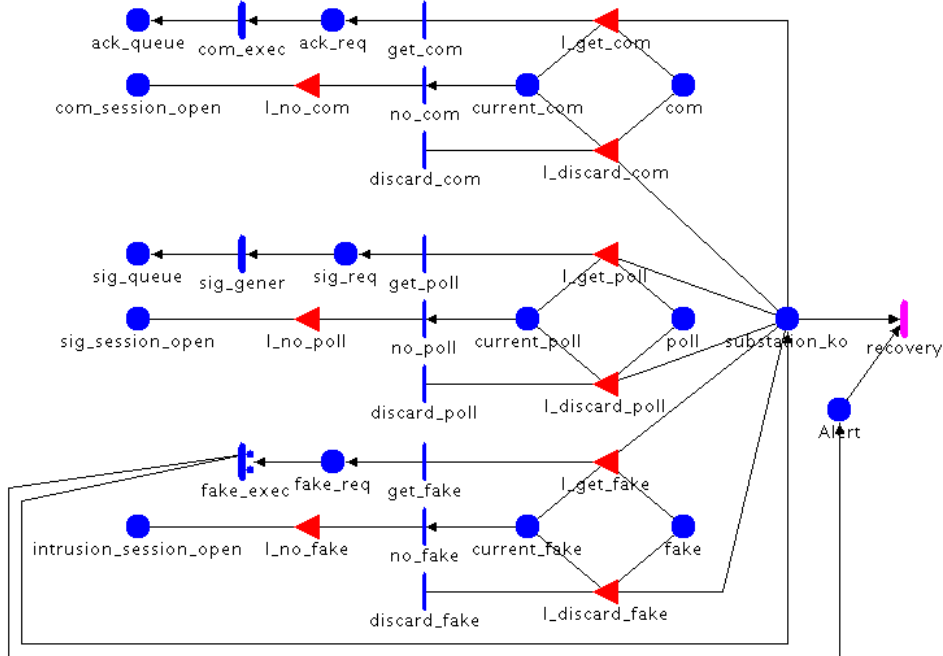 ack_queue com_exec ack_req get_com I_get_com
com_session_open I_no_com no_com current_com com
discard_com I_discard_com
sig_queue sig_gener sig_req get_poll I_get_poll
sig_session_open I_no_poll no_poll current_poll poll substation_ko recovery
discard_poll I_discard_poll Alert
fake_exec fake_req get_fake I_get_fake
intrusion_session_open I_no_fake no_fake current_fake fake
discard_fake I_discard_fake